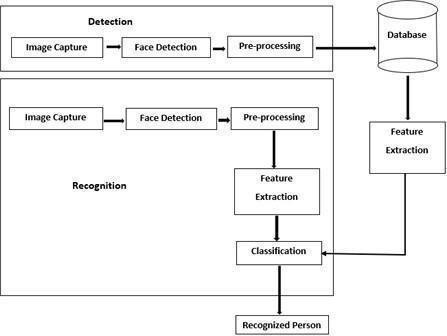 Detection
Image Capture
Face Detection
Pre-processing
Database
Feature
Extraction
Image Capture
Face Detection
Pre-processing
Recognition
Feature
Extraction
Classification
Recognized Person